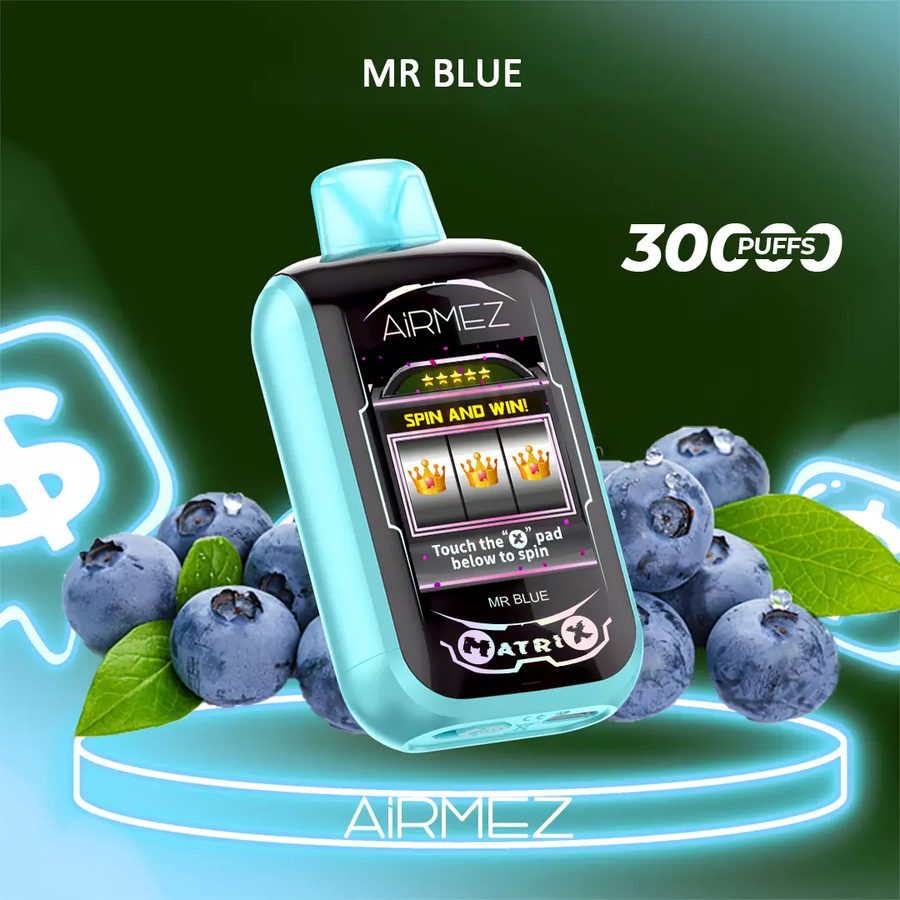 MR BLUE
30000
PUFFS
AiRMEZ
SPIN AND WIN!
Touch the "X" pad
below to spin
MR BLUE
MATRiX
AiRMEZ